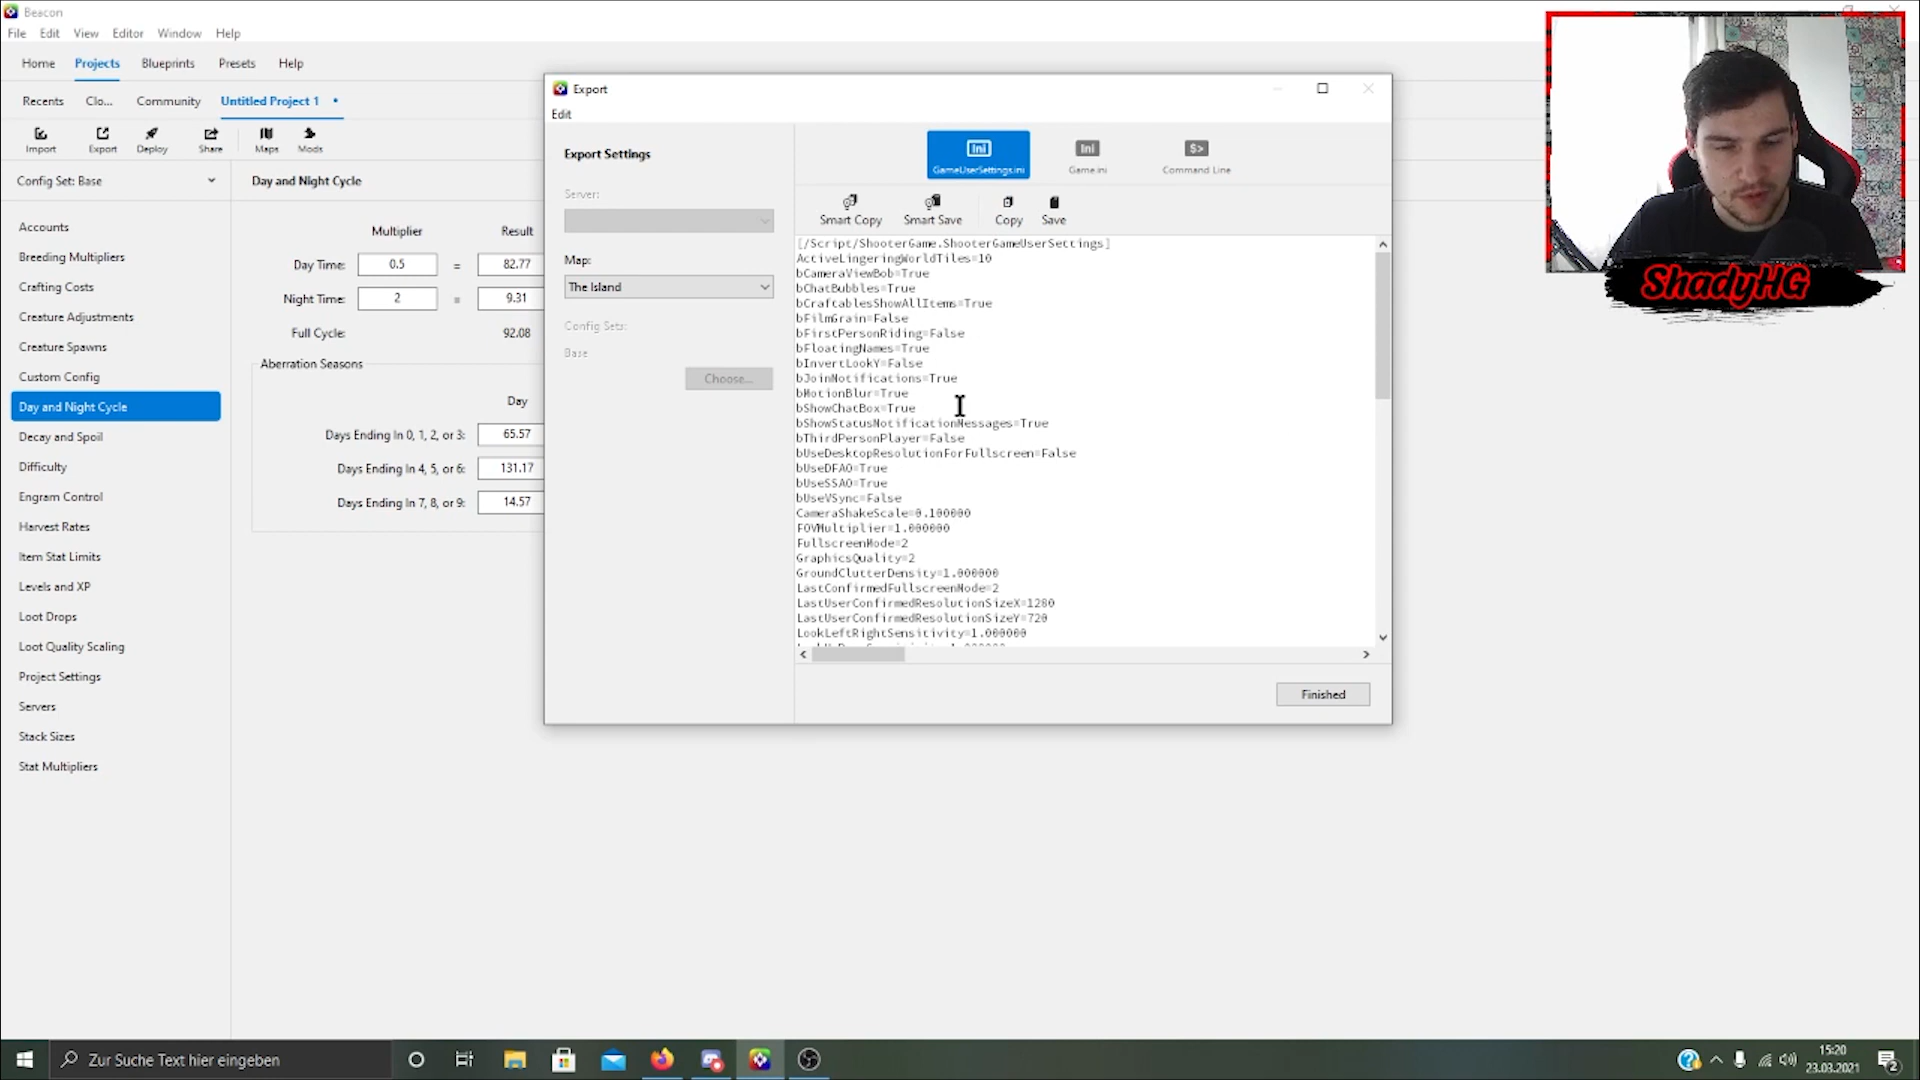 Beacon
File Edit View Editor Window Help
Home Projects Blueprints Presets Help
Recents Clo... Community Untitled Project 1 •
Import Export Deploy Share Maps Mods
Config Set: Base
Accounts
Breeding Multipliers
Crafting Costs
Creature Adjustments
Creature Spawns
Custom Config
Day and Night Cycle
Decay and Spoil
Difficulty
Engram Control
Harvest Rates
Item Stat Limits
Levels and XP
Loot Drops
Loot Quality Scaling
Project Settings
Servers
Stack Sizes
Stat Multipliers
Day and Night Cycle
Multiplier Result
Day Time: 0.5 = 82.77
Night Time: 2 = 9.31
Full Cycle: 92.08
Aberration Seasons
Day
Days Ending In 0, 1, 2, or 3: 65.57
Days Ending In 4, 5, or 6: 131.17
Days Ending In 7, 8, or 9: 14.57
Export
Edit
Export Settings
Server:
Map:
The Island
Config Sets:
Base
Choose...
Ini Ini $>
GameUserSettings.ini Game.ini Command Line
Smart Copy Smart Save Copy Save
[/Script/ShooterGame.ShooterGameUserSettings]
ActiveLingeringWorldTiles=10
bCameraViewBob=True
bChatBubbles=True
bCraftablesShowAllItems=True
bFilmGrain=False
bFirstPersonRiding=False
bFloatingNames=True
bInvertLookY=False
bJoinNotifications=True
bMotionBlur=True
bShowChatBox=True
bShowStatusNotificationMessages=True
bThirdPersonPlayer=False
bUseDesktopResolutionForFullscreen=False
bUseDFAO=True
bUseSSAO=True
bUseVSync=False
CameraShakeScale=0.100000
FOVMultiplier=1.000000
FullscreenMode=2
GraphicsQuality=2
GroundClutterDensity=1.000000
LastConfirmedFullscreenMode=2
LastUserConfirmedResolutionSizeX=1280
LastUserConfirmedResolutionSizeY=720
LookLeftRightSensitivity=1.000000
Finished
ShadyHG
Zur Suche Text hier eingeben
15:20
23.03.2021
2